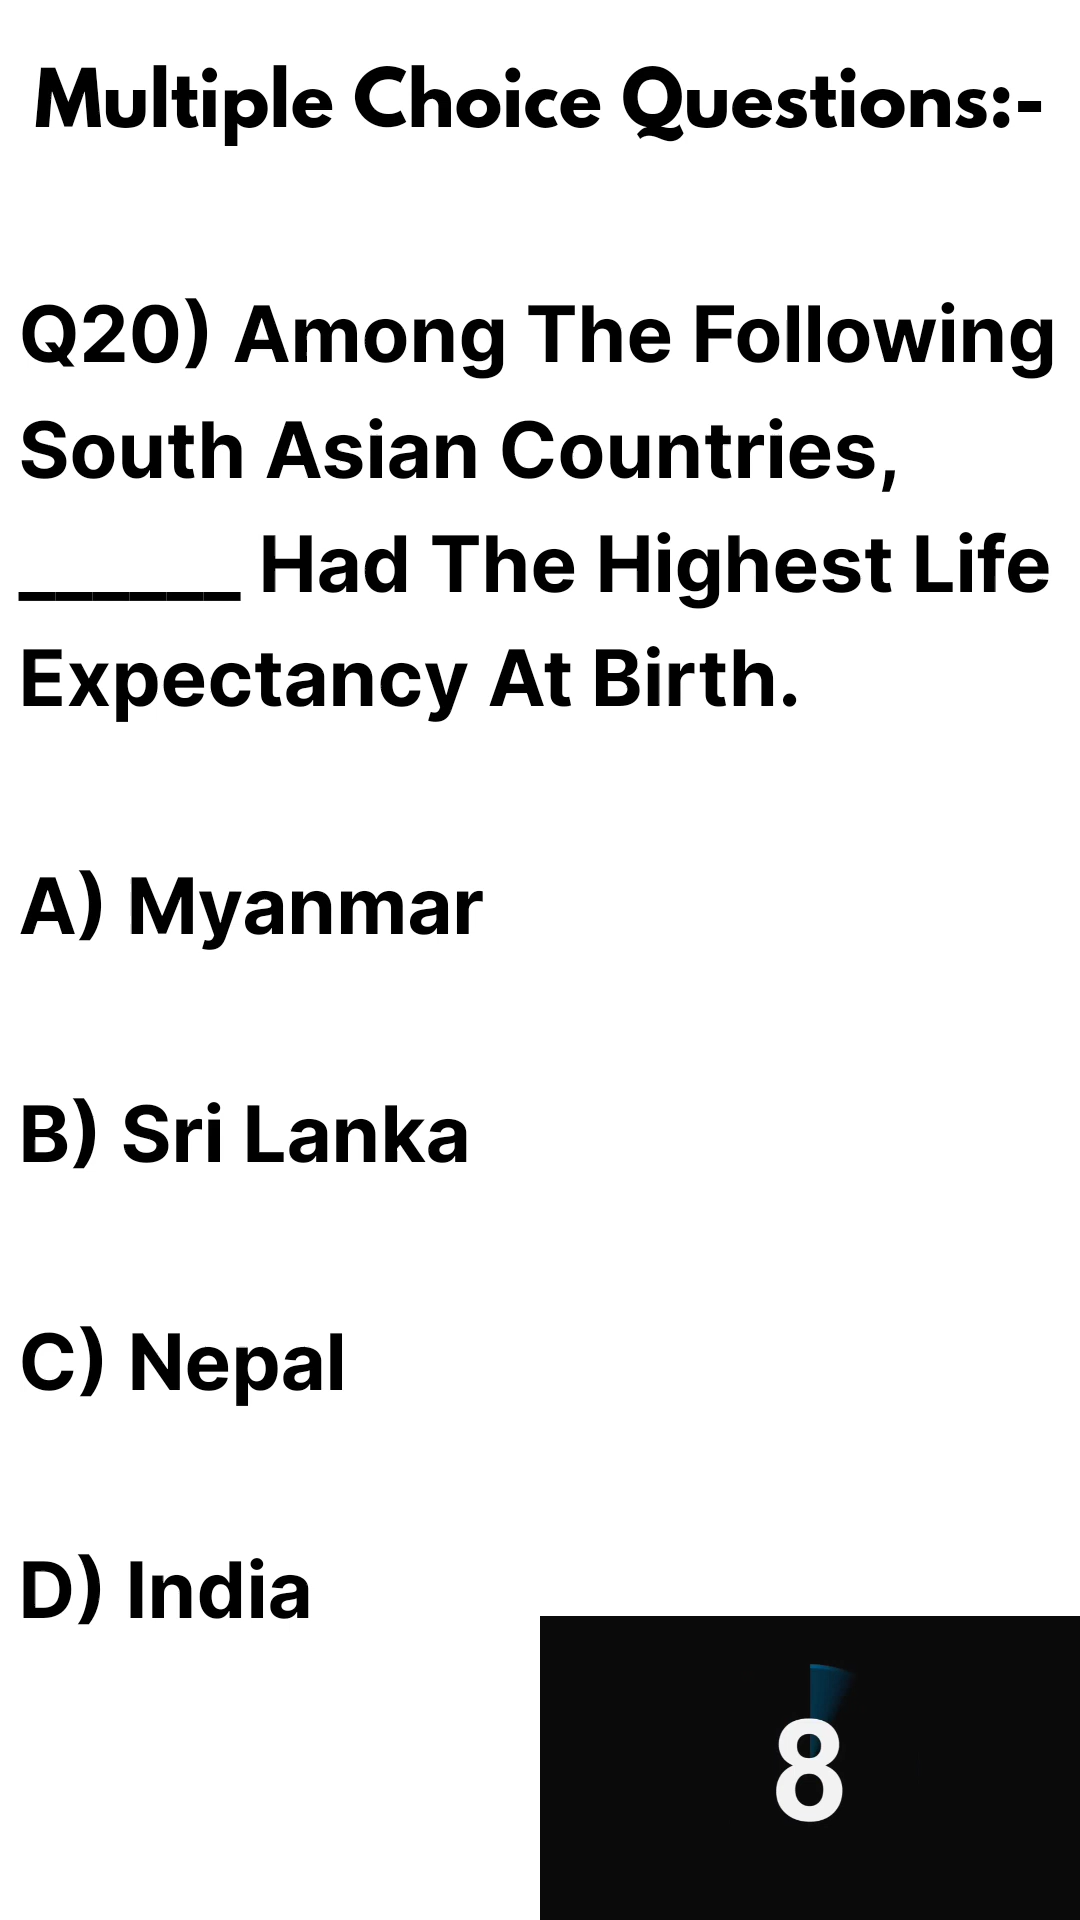 Multiple Choice Questions:-
Q20) Among The Following
South Asian Countries,
______ Had The Highest Life
Expectancy At Birth.
A) Myanmar
B) Sri Lanka
C) Nepal
D) India
8